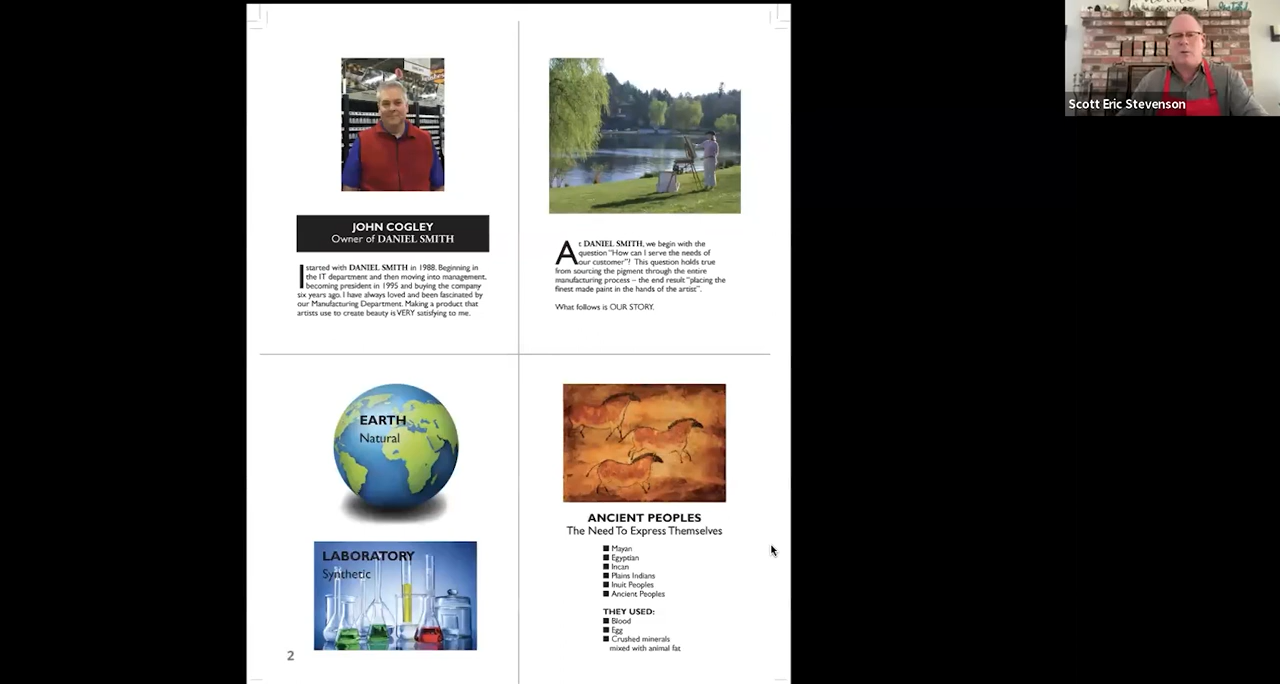 Scott Eric Stevenson
JOHN COGLEY
Owner of DANIEL SMITH
I started with DANIEL SMITH in 1988. Beginning in
the IT department and then moving into management,
becoming president in 1995 and buying the company
six years ago. I have always loved and been fascinated by
our Manufacturing Department. Making a product that
artists use to create beauty is VERY satisfying to me.
At DANIEL SMITH, we begin with the
question "How can I serve the needs of
our customer"? This question holds true
from sourcing the pigment through the entire
manufacturing process – the end result "placing the
finest made paint in the hands of the artist".
What follows is OUR STORY.
EARTH
Natural
LABORATORY
Synthetic
2
ANCIENT PEOPLES
The Need To Express Themselves
■ Mayan
■ Egyptian
■ Incan
■ Plains Indians
■ Inuit Peoples
■ Ancient Peoples
THEY USED:
■ Blood
■ Egg
■ Crushed minerals
mixed with animal fat